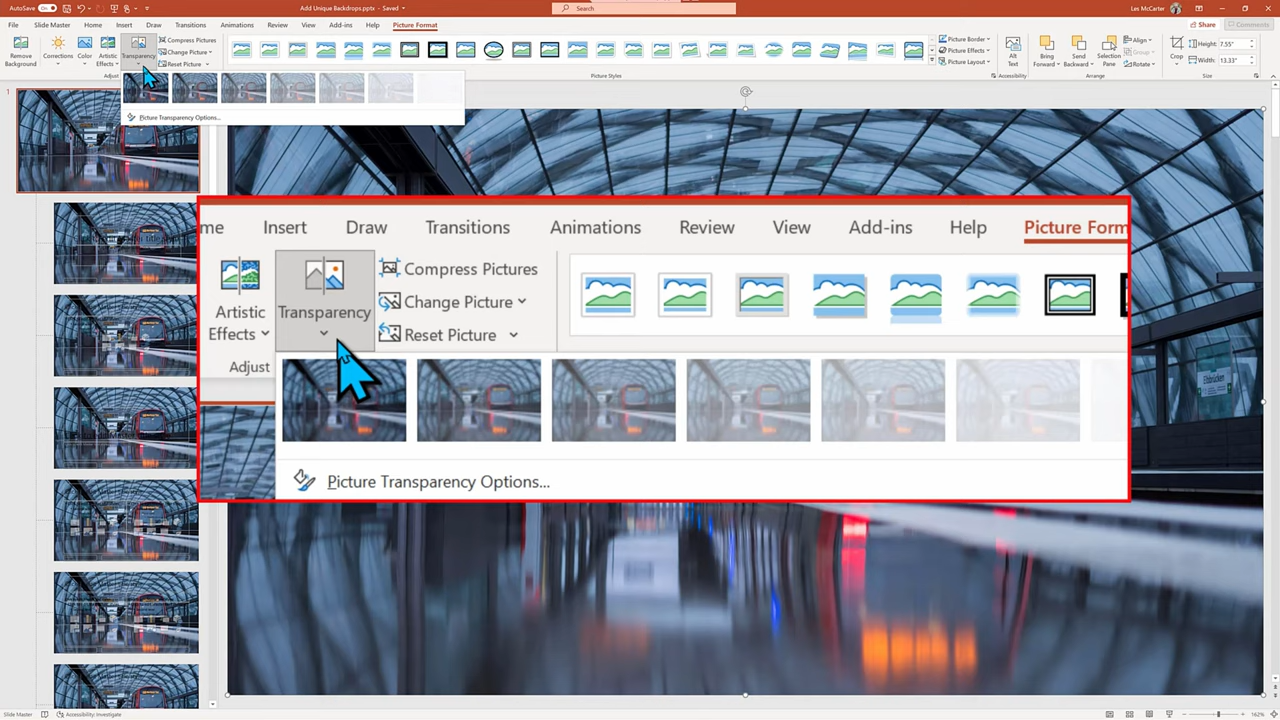 AutoSave On
Add Unique Backdrops.pptx - Saved
Search
Les McCarter
File Slide Master Home Insert Draw Transitions Animations Review View Add-ins Help Picture Format
Share Comments
Remove Background
Corrections
Color
Artistic Effects
Transparency
Compress Pictures
Change Picture
Reset Picture
Picture Border
Picture Effects
Picture Layout
Alt Text
Bring Forward
Send Backward
Selection Pane
Align
Group
Rotate
Crop
Height: 7.55"
Width: 13.33"
Adjust
Picture Styles
Accessibility
Arrange
Size
Picture Transparency Options...
1
me Insert Draw Transitions Animations Review View Add-ins Help Picture Form
Artistic Effects
Transparency
Compress Pictures
Change Picture
Reset Picture
Adjust
Picture Transparency Options...
Elbbrücken
Slide Master
Accessibility: Investigate
162%